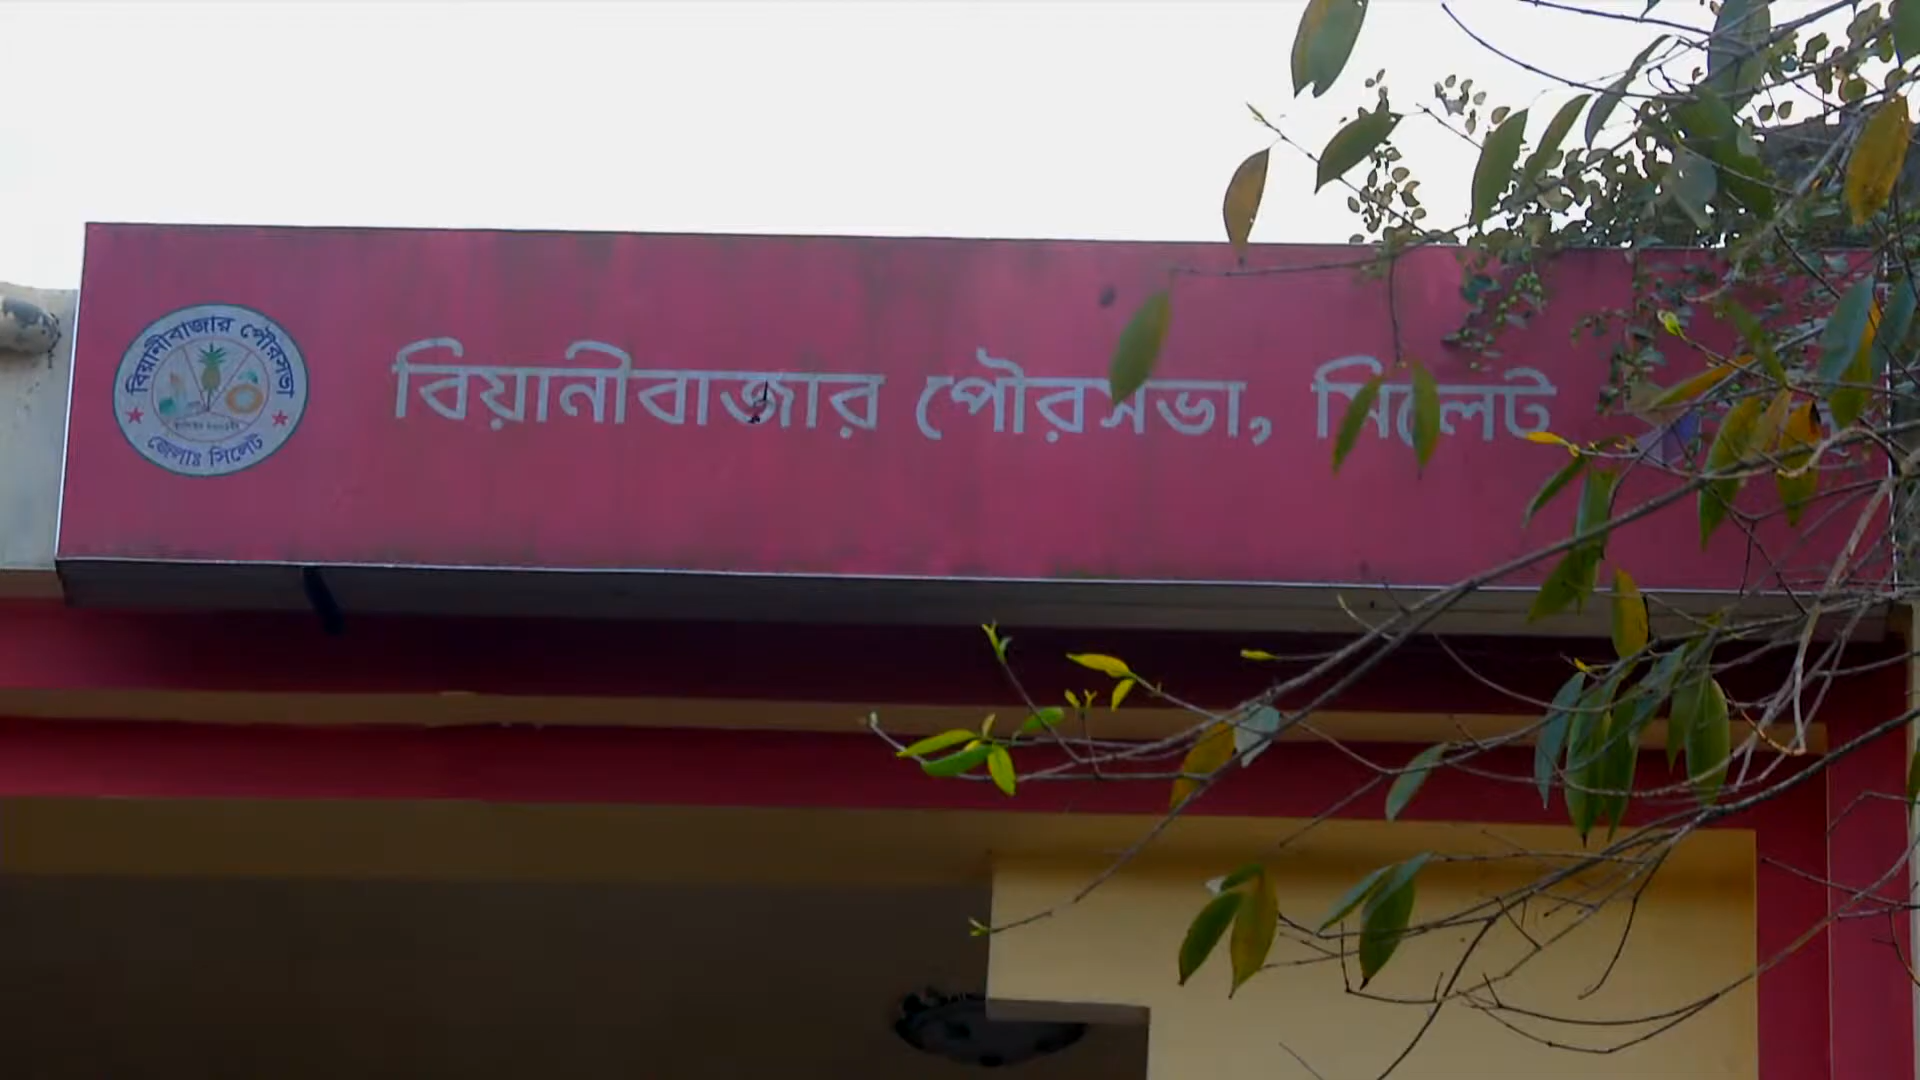 বিয়ানীবাজার পৌরসভা
জেলাঃ সিলেট
বিয়ানীবাজার পৌরসভা, সিলেট